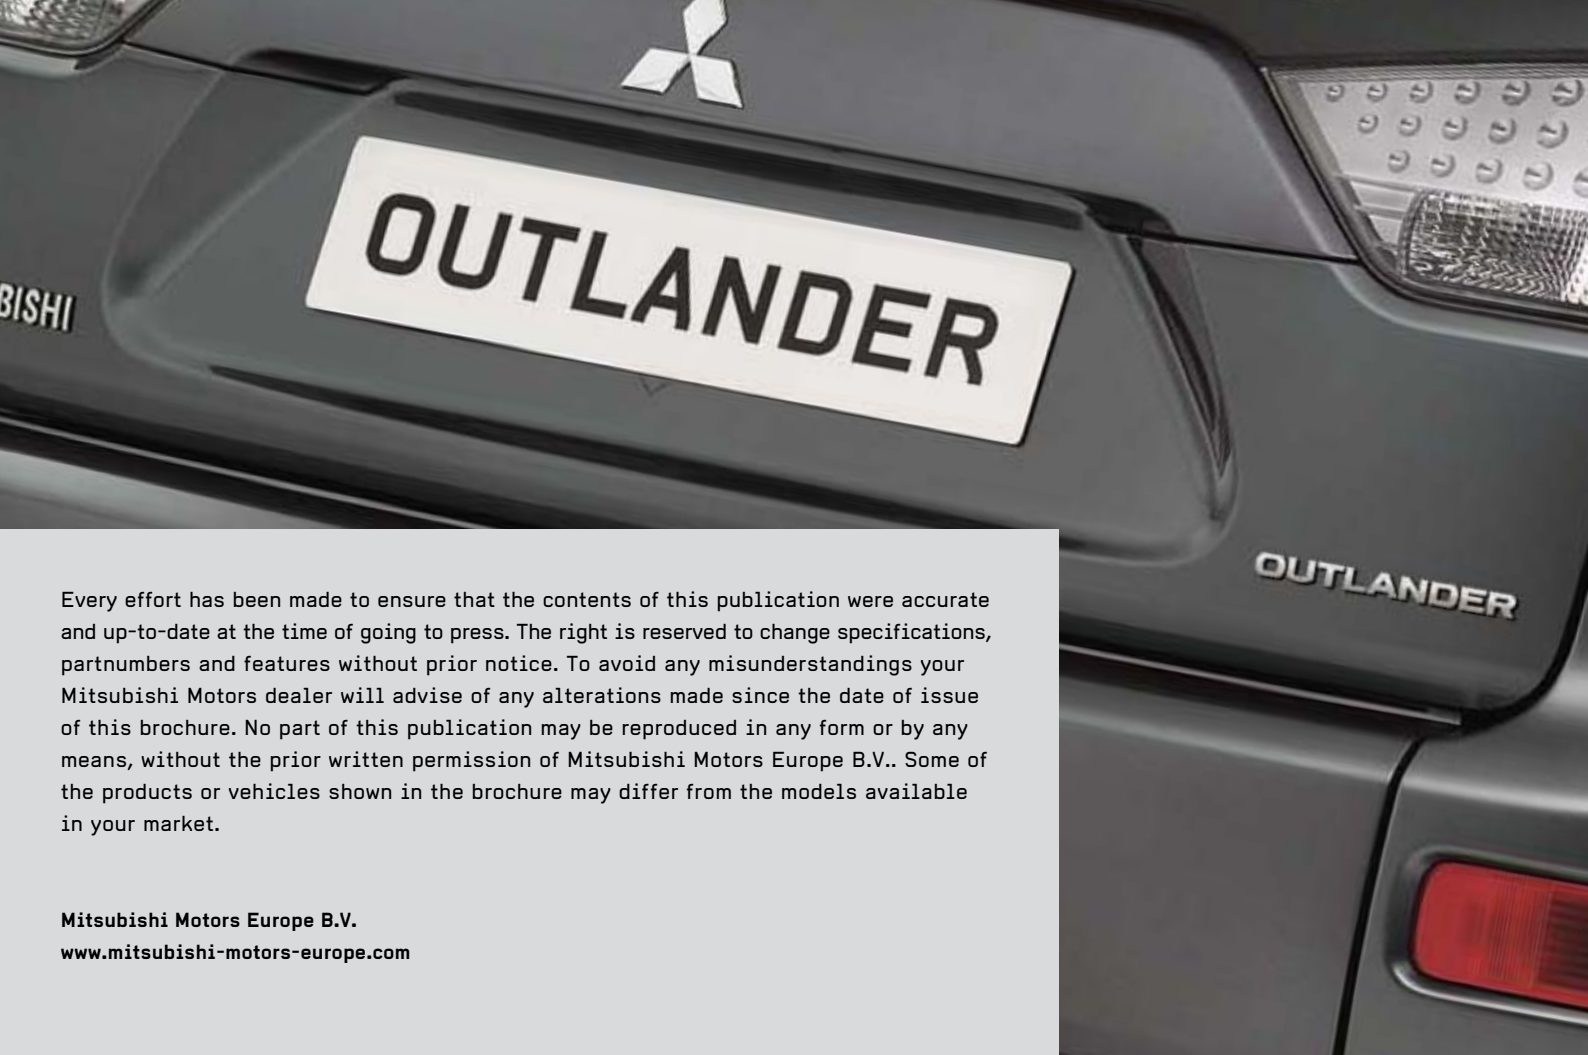 OUTLANDER
BISHI
OUTLANDER
Every effort has been made to ensure that the contents of this publication were accurate
and up-to-date at the time of going to press. The right is reserved to change specifications,
partnumbers and features without prior notice. To avoid any misunderstandings your
Mitsubishi Motors dealer will advise of any alterations made since the date of issue
of this brochure. No part of this publication may be reproduced in any form or by any
means, without the prior written permission of Mitsubishi Motors Europe B.V.. Some of
the products or vehicles shown in the brochure may differ from the models available
in your market.
Mitsubishi Motors Europe B.V.
www.mitsubishi-motors-europe.com